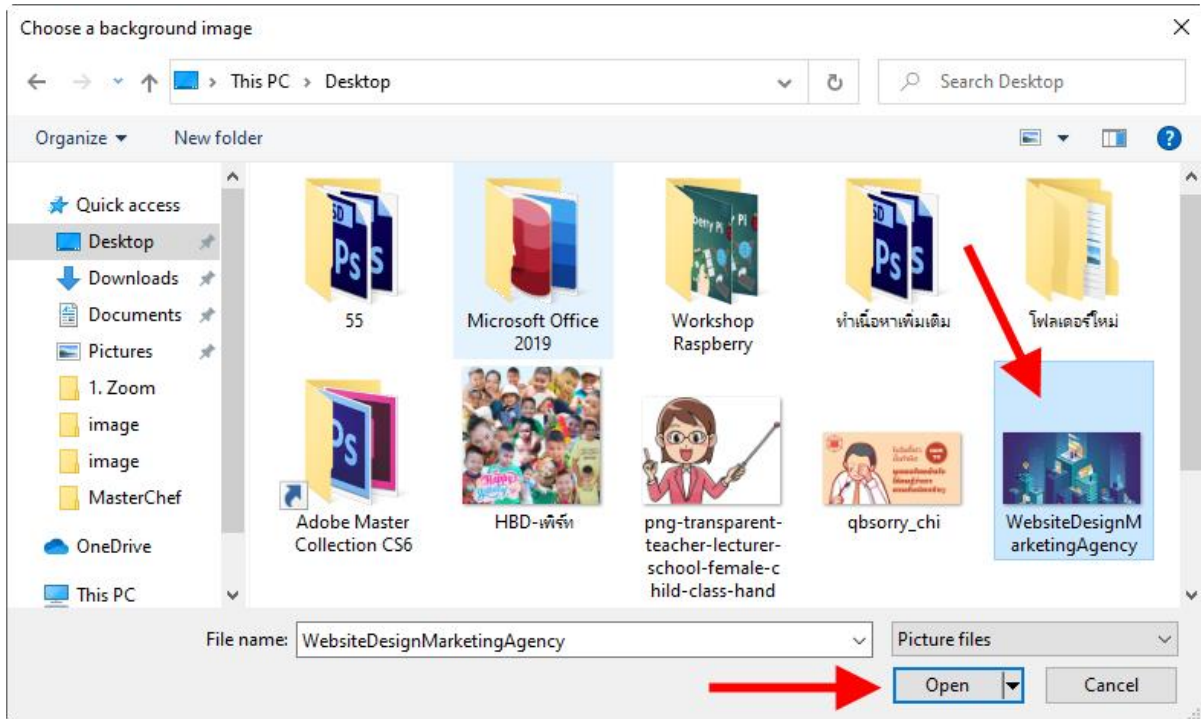 Choose a background image
This PC > Desktop
Search Desktop
Organize
New folder
Quick access
Desktop
Downloads
Documents
Pictures
1. Zoom
image
image
MasterChef
OneDrive
This PC
55
Microsoft Office
2019
Workshop
Raspberry
ทำเนื้อหาเพิ่มเติม
โฟลเดอร์ใหม่
Adobe Master
Collection CS6
HBD-เพิร์ท
png-transparent-
teacher-lecturer-
school-female-c
hild-class-hand
qbsorry_chi
WebsiteDesignM
arketingAgency
File name:
WebsiteDesignMarketingAgency
Picture files
Open
Cancel